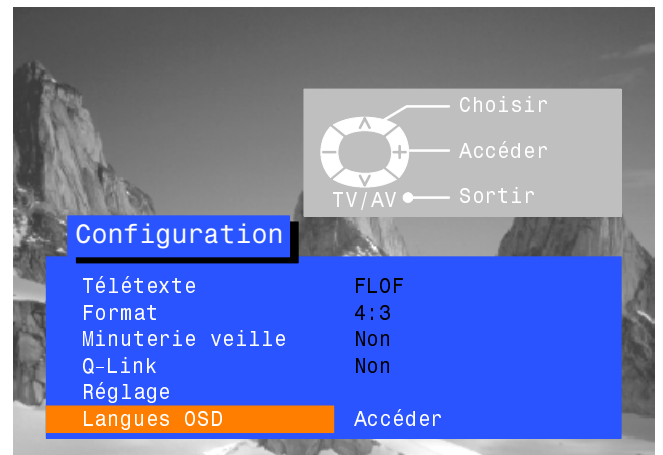 Choisir
Accéder
TV/AV Sortir
Configuration
Télétexte FLOF
Format 4:3
Minuterie veille Non
Q-Link Non
Réglage
Langues OSD Accéder